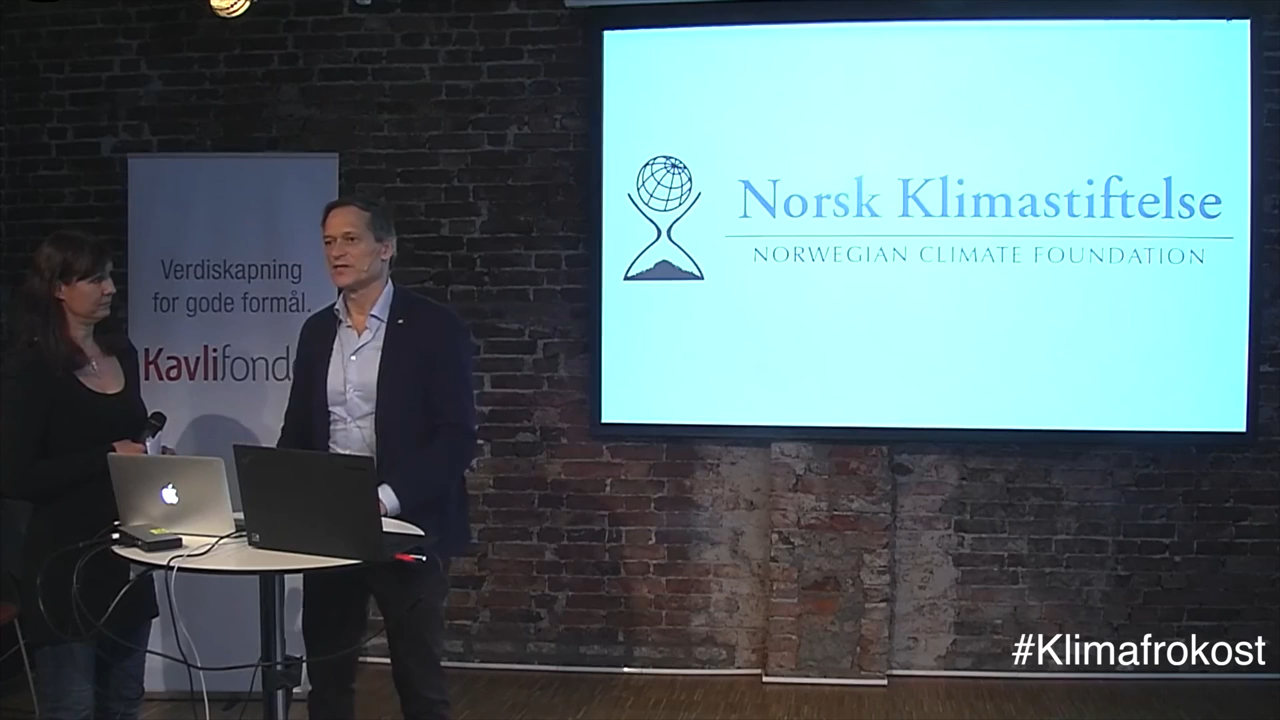 Norsk Klimastiftelse
NORWEGIAN CLIMATE FOUNDATION
Verdiskapning
for gode formål.
Kavlifond
#Klimafrokost